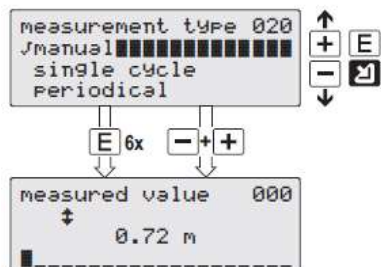 measurement type 020
✓manual
single cycle
periodical
+ E
−
E 6x − + +
measured value 000
0.72 m